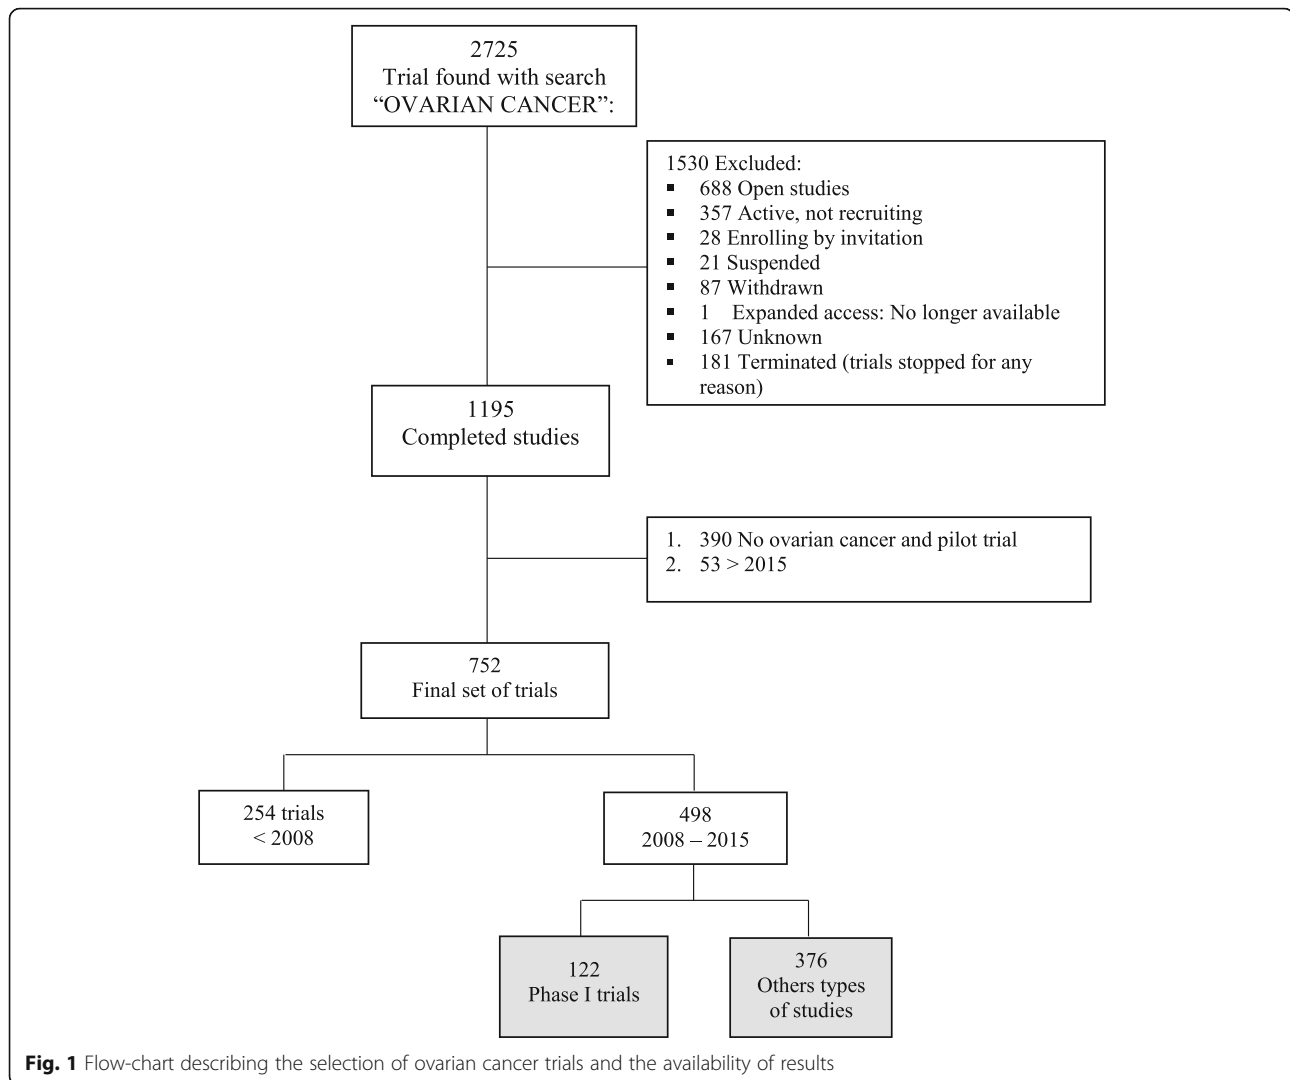 2725
Trial found with search
“OVARIAN CANCER”:
1530 Excluded:
▪ 688 Open studies
▪ 357 Active, not recruiting
▪ 28 Enrolling by invitation
▪ 21 Suspended
▪ 87 Withdrawn
▪ 1 Expanded access: No longer available
▪ 167 Unknown
▪ 181 Terminated (trials stopped for any
reason)
1195
Completed studies
1. 390 No ovarian cancer and pilot trial
2. 53 > 2015
752
Final set of trials
254 trials
< 2008
498
2008 – 2015
122
Phase I trials
376
Others types
of studies
Fig. 1 Flow-chart describing the selection of ovarian cancer trials and the availability of results